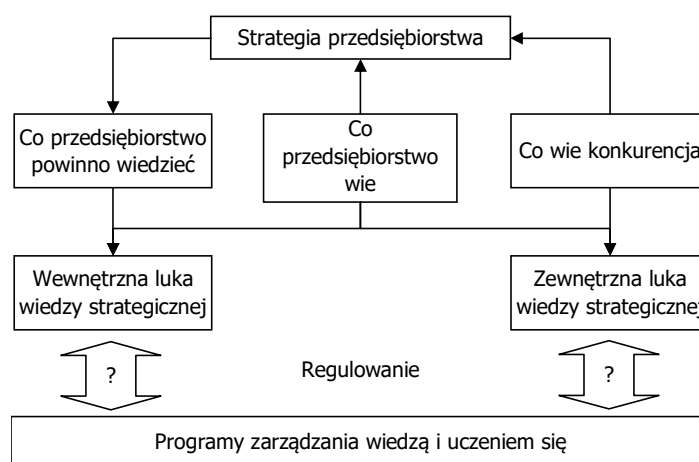 Strategia przedsiębiorstwa
Co przedsiębiorstwo
powinno wiedzieć
Co
przedsiębiorstwo
wie
Co wie konkurencja
Wewnętrzna luka
wiedzy strategicznej
Zewnętrzna luka
wiedzy strategicznej
?
Regulowanie
?
Programy zarządzania wiedzą i uczeniem się